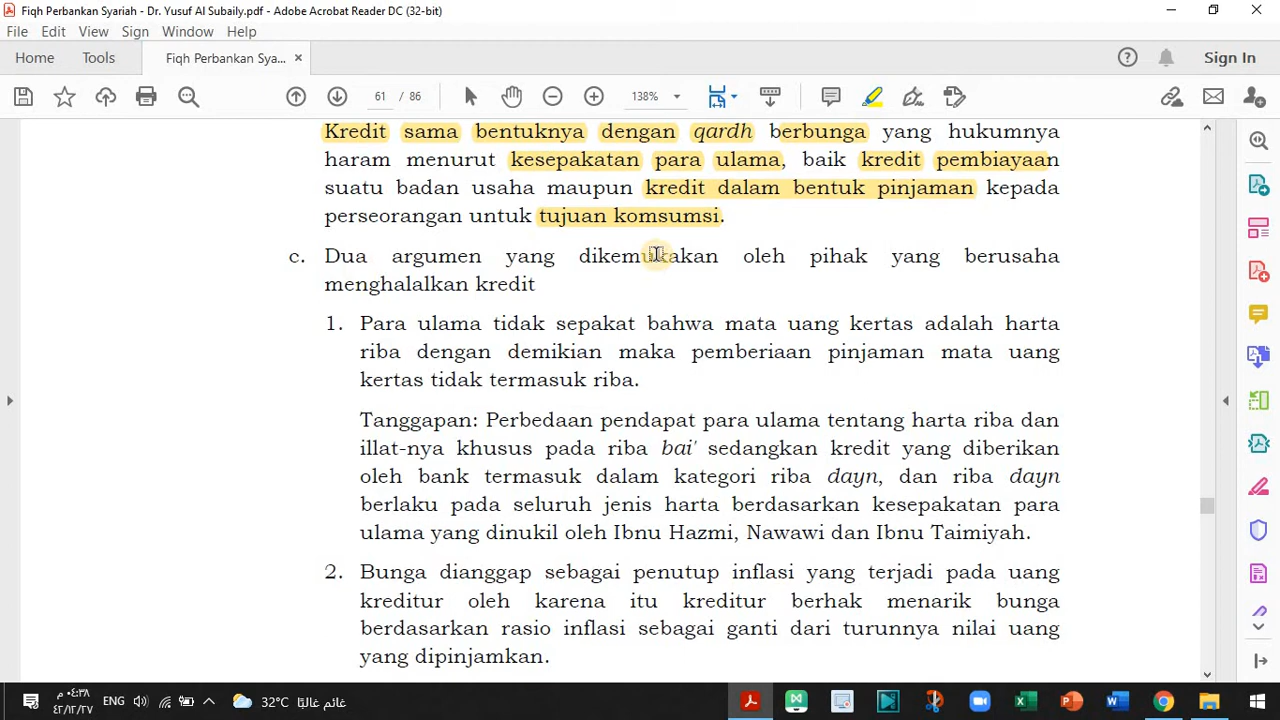 Fiqh Perbankan Syariah - Dr. Yusuf Al Subaily.pdf - Adobe Acrobat Reader DC (32-bit)
File Edit View Sign Window Help
Home Tools Fiqh Perbankan Sya... × Sign In
61 / 86 138%
Kredit sama bentuknya dengan qardh berbunga yang hukumnya
haram menurut kesepakatan para ulama, baik kredit pembiayaan
suatu badan usaha maupun kredit dalam bentuk pinjaman kepada
perseorangan untuk tujuan komsumsi.
c. Dua argumen yang dikemukakan oleh pihak yang berusaha
menghalalkan kredit
1. Para ulama tidak sepakat bahwa mata uang kertas adalah harta
riba dengan demikian maka pemberiaan pinjaman mata uang
kertas tidak termasuk riba.
Tanggapan: Perbedaan pendapat para ulama tentang harta riba dan
illat-nya khusus pada riba bai' sedangkan kredit yang diberikan
oleh bank termasuk dalam kategori riba dayn, dan riba dayn
berlaku pada seluruh jenis harta berdasarkan kesepakatan para
ulama yang dinukil oleh Ibnu Hazmi, Nawawi dan Ibnu Taimiyah.
2. Bunga dianggap sebagai penutup inflasi yang terjadi pada uang
kreditur oleh karena itu kreditur berhak menarik bunga
berdasarkan rasio inflasi sebagai ganti dari turunnya nilai uang
yang dipinjamkan.
٠٤:٣٨ م
٤٢/١٢/٢٧
ENG 32°C غائم غالبًا